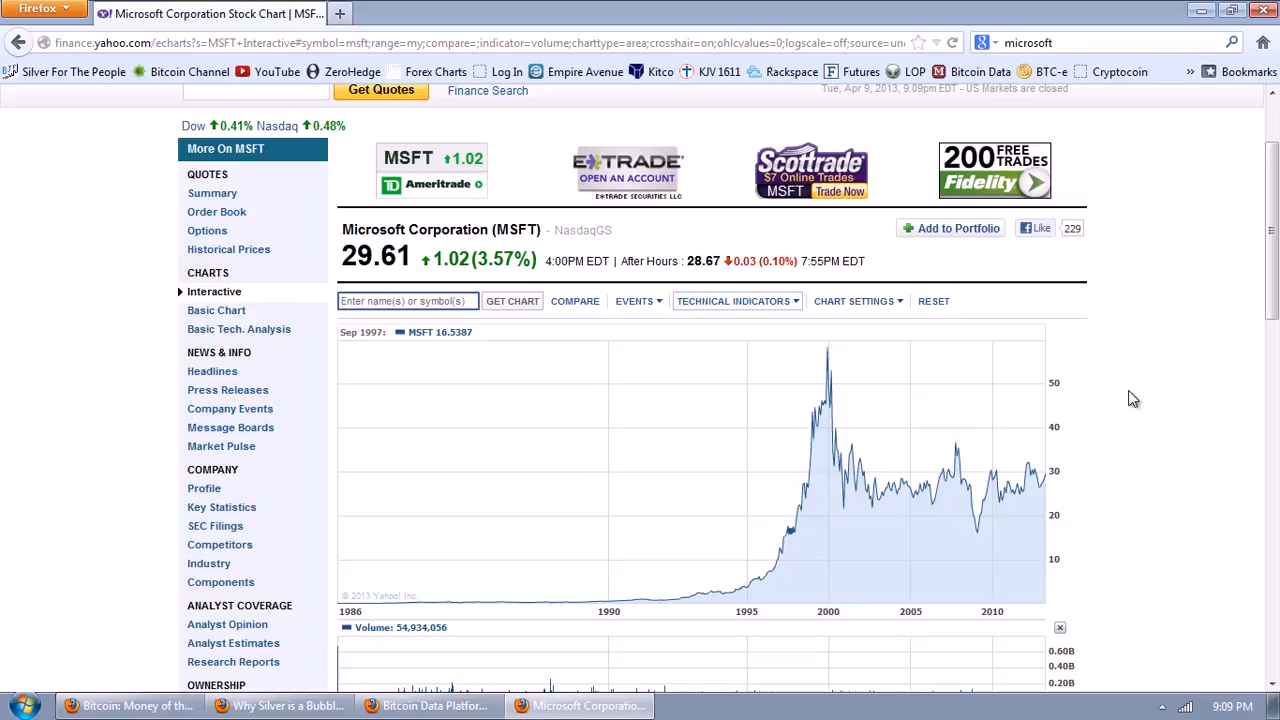 Firefox
Microsoft Corporation Stock Chart | MSF...
finance.yahoo.com/echarts?s=MSFT+Interactive#symbol=msft;range=my;compare=;indicator=volume;charttype=area;crosshair=on;ohlcvalues=0;logscale=off;source=un
microsoft
Silver For The People
Bitcoin Channel
YouTube
ZeroHedge
Forex Charts
Log In
Empire Avenue
Kitco
KJV 1611
Rackspace
Futures
LOP
Bitcoin Data
BTC-e
Cryptocoin
»
Bookmarks
Get Quotes
Finance Search
Tue, Apr 9, 2013, 9:09pm EDT - US Markets are closed
Dow 0.41% Nasdaq 0.48%
More On MSFT
QUOTES
Summary
Order Book
Options
Historical Prices
CHARTS
Interactive
Basic Chart
Basic Tech. Analysis
NEWS & INFO
Headlines
Press Releases
Company Events
Message Boards
Market Pulse
COMPANY
Profile
Key Statistics
SEC Filings
Competitors
Industry
Components
ANALYST COVERAGE
Analyst Opinion
Analyst Estimates
Research Reports
OWNERSHIP
MSFT 1.02
TD Ameritrade
E*TRADE
OPEN AN ACCOUNT
E*TRADE SECURITIES LLC
Scottrade
$7 Online Trades
MSFT Trade Now
200 FREE TRADES
Fidelity
Microsoft Corporation (MSFT) - NasdaqGS
Add to Portfolio
Like
229
29.61 1.02(3.57%) 4:00PM EDT | After Hours : 28.67 0.03 (0.10%) 7:55PM EDT
Enter name(s) or symbol(s)
GET CHART
COMPARE
EVENTS
TECHNICAL INDICATORS
CHART SETTINGS
RESET
Sep 1997: MSFT 16.5387
50
40
30
20
10
© 2013 Yahoo! Inc.
1986 1990 1995 2000 2005 2010
Volume: 54,934,056
0.60B
0.40B
0.20B
Bitcoin: Money of th...
Why Silver is a Bubbl...
Bitcoin Data Platfor...
Microsoft Corporatio...
9:09 PM